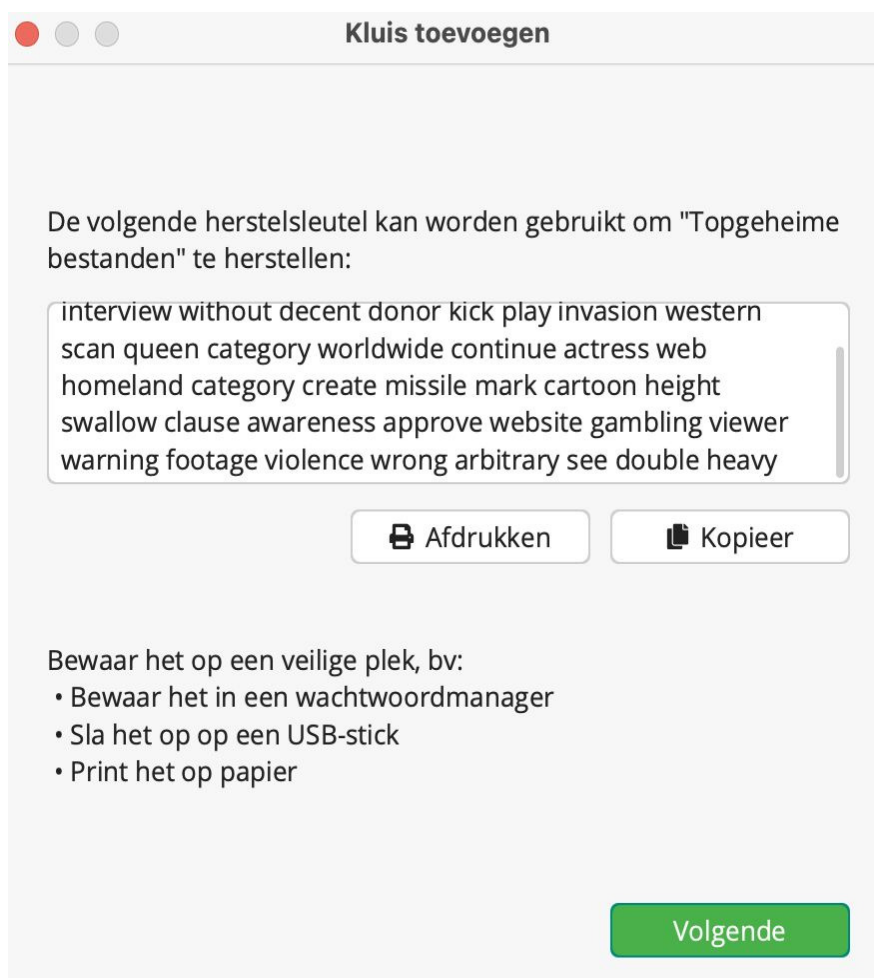 Kluis toevoegen
De volgende herstelsleutel kan worden gebruikt om "Topgeheime
bestanden" te herstellen:
interview without decent donor kick play invasion western
scan queen category worldwide continue actress web
homeland category create missile mark cartoon height
swallow clause awareness approve website gambling viewer
warning footage violence wrong arbitrary see double heavy
Afdrukken
Kopieer
Bewaar het op een veilige plek, bv:
• Bewaar het in een wachtwoordmanager
• Sla het op op een USB-stick
• Print het op papier
Volgende